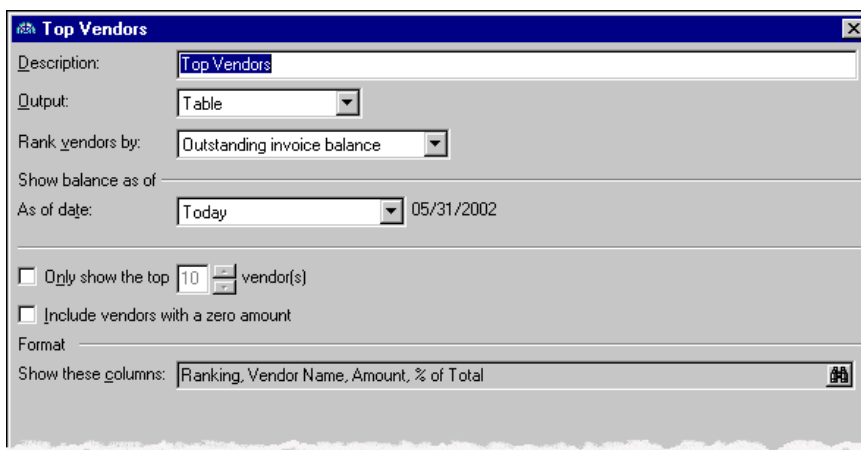 Top Vendors
Description: Top Vendors
Output: Table
Rank vendors by: Outstanding invoice balance
Show balance as of
As of date: Today 05/31/2002
Only show the top 10 vendor(s)
Include vendors with a zero amount
Format
Show these columns: Ranking, Vendor Name, Amount, % of Total